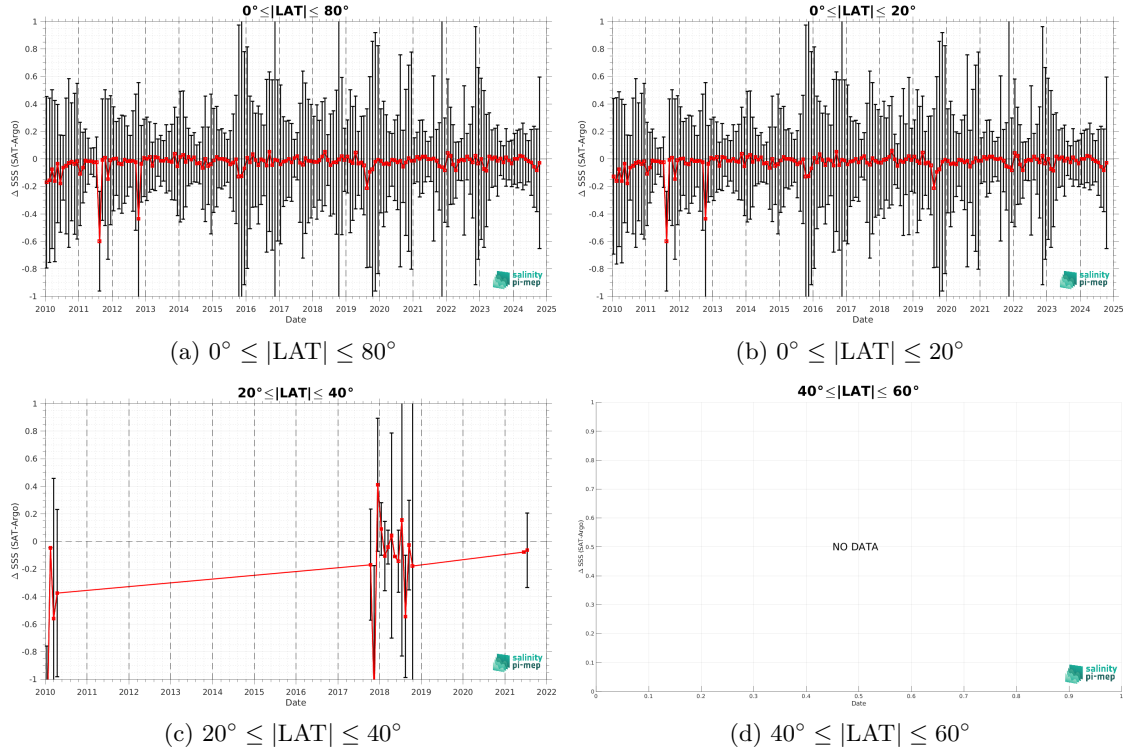 0°≤|LAT|≤ 80°
1
0.8
0.6
0.4
0.2
0
-0.2
-0.4
-0.6
-0.8
-1
Δ SSS (SAT-Argo)
2010 2011 2012 2013 2014 2015 2016 2017 2018 2019 2020 2021 2022 2023 2024 2025
Date
salinity
pi-mep
(a) 0° ≤ |LAT| ≤ 80°
0°≤|LAT|≤ 20°
1
0.8
0.6
0.4
0.2
0
-0.2
-0.4
-0.6
-0.8
-1
Δ SSS (SAT-Argo)
2010 2011 2012 2013 2014 2015 2016 2017 2018 2019 2020 2021 2022 2023 2024 2025
Date
salinity
pi-mep
(b) 0° ≤ |LAT| ≤ 20°
20°≤|LAT|≤ 40°
1
0.8
0.6
0.4
0.2
0
-0.2
-0.4
-0.6
-0.8
-1
Δ SSS (SAT-Argo)
2010 2011 2012 2013 2014 2015 2016 2017 2018 2019 2020 2021 2022
Date
salinity
pi-mep
(c) 20° ≤ |LAT| ≤ 40°
40°≤|LAT|≤ 60°
1
0.9
0.8
0.7
0.6
0.5
0.4
0.3
0.2
0.1
0
Δ SSS (SAT-Argo)
NO DATA
0 0.1 0.2 0.3 0.4 0.5 0.6 0.7 0.8 0.9 1
Date
salinity
pi-mep
(d) 40° ≤ |LAT| ≤ 60°